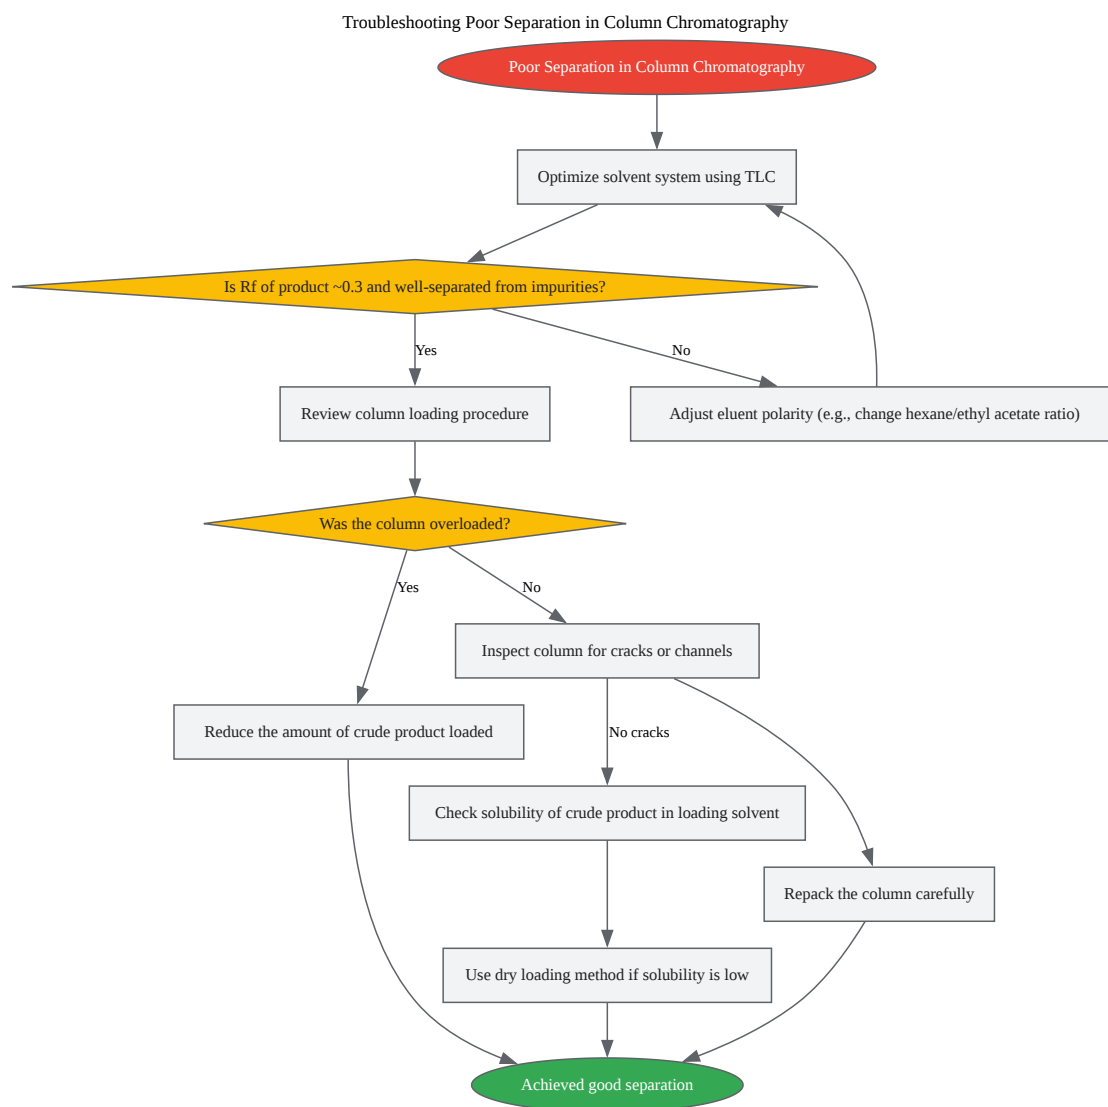 Troubleshooting Poor Separation in Column Chromatography
Poor Separation in Column Chromatography
Optimize solvent system using TLC
Is Rf of product ~0.3 and well-separated from impurities?
Yes
No
Review column loading procedure
Adjust eluent polarity (e.g., change hexane/ethyl acetate ratio)
Was the column overloaded?
Yes
No
Inspect column for cracks or channels
Reduce the amount of crude product loaded
No cracks
Check solubility of crude product in loading solvent
Repack the column carefully
Use dry loading method if solubility is low
Achieved good separation